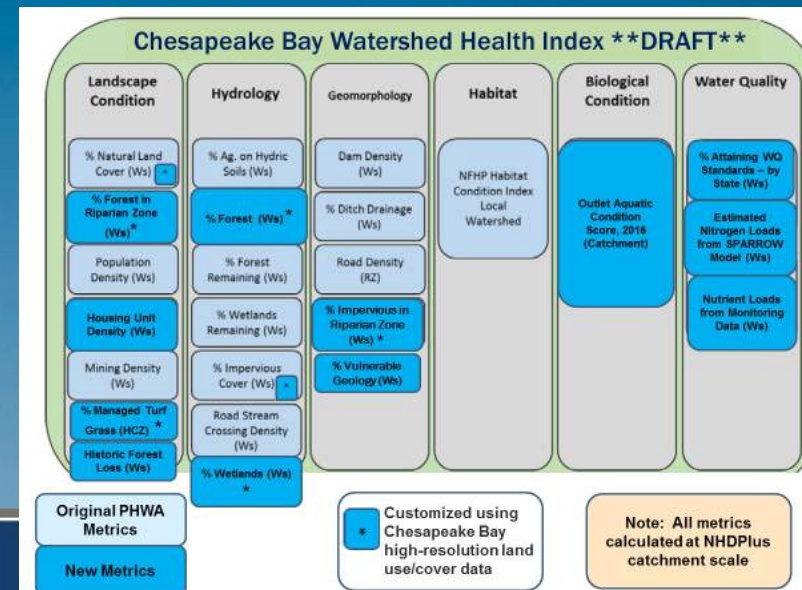 Chesapeake Bay Watershed Health Index **DRAFT**
Landscape
Condition
% Natural Land
Cover (Ws) *
% Forest in
Riparian Zone
(Ws)*
Population
Density (Ws)
Housing Unit
Density (Ws)
Mining Density
(Ws)
% Managed Turf
Grass (HCZ) *
Historic Forest
Loss (Ws)
Hydrology
% Ag. on Hydric
Soils (Ws)
% Forest (Ws)*
% Forest
Remaining (Ws)
% Wetlands
Remaining (Ws)
% Impervious
Cover (Ws) *
Road Stream
Crossing Density
(Ws)
% Wetlands (Ws)
*
Geomorphology
Dam Density
(Ws)
% Ditch Drainage
(Ws)
Road Density
(RZ)
% Impervious in
Riparian Zone
(Ws) *
% Vulnerable
Geology (Ws)
Habitat
NFHP Habitat
Condition Index
Local
Watershed
Biological
Condition
Outlet Aquatic
Condition
Score, 2016
(Catchment)
Water Quality
% Attaining WQ
Standards – by
State (Ws)
Estimated
Nitrogen Loads
from SPARROW
Model (Ws)
Nutrient Loads
from Monitoring
Data (Ws)
Original PHWA
Metrics
New Metrics
* Customized using
Chesapeake Bay
high-resolution land
use/cover data
Note: All metrics
calculated at NHDPlus
catchment scale